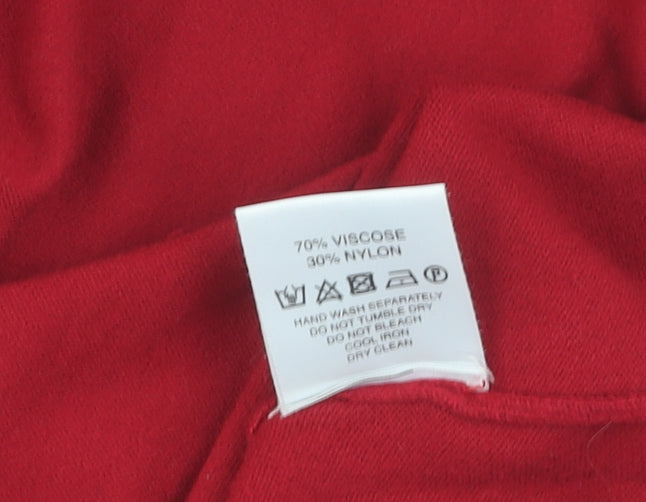 70% VISCOSE
30% NYLON
P
HAND WASH SEPARATELY
DO NOT TUMBLE DRY
DO NOT BLEACH
COOL IRON
DRY CLEAN